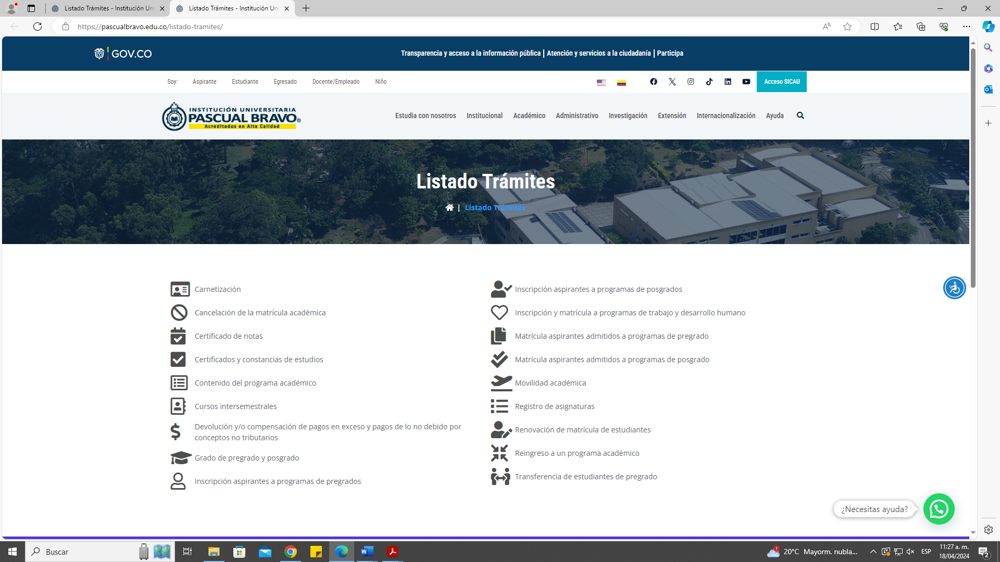 Listado Trámites - Institución Uni
Listado Trámites - Institución Uni
https://pascualbravo.edu.co/listado-tramites/
GOV.CO
Transparencia y acceso a la información pública | Atención y servicios a la ciudadanía | Participa
Soy: Aspirante Estudiante Egresado Docente/Empleado Niño
Acceso SICAU
INSTITUCIÓN UNIVERSITARIA
PASCUAL BRAVO®
Acreditados en Alta Calidad
Estudia con nosotros Institucional Académico Administrativo Investigación Extensión Internacionalización Ayuda
Listado Trámites
| Listado Trámites
Carnetización
Cancelación de la matrícula académica
Certificado de notas
Certificados y constancias de estudios
Contenido del programa académico
Cursos intersemestrales
Devolución y/o compensación de pagos en exceso y pagos de lo no debido por
conceptos no tributarios
Grado de pregrado y posgrado
Inscripción aspirantes a programas de pregrados
Inscripción aspirantes a programas de posgrados
Inscripción y matrícula a programas de trabajo y desarrollo humano
Matrícula aspirantes admitidos a programas de pregrado
Matrícula aspirantes admitidos a programas de posgrado
Movilidad académica
Registro de asignaturas
Renovación de matrícula de estudiantes
Reingreso a un programa académico
Transferencia de estudiantes de pregrado
¿Necesitas ayuda?
Buscar
1
20°C Mayorm. nubla...
ESP
11:27 a. m.
18/04/2024
2